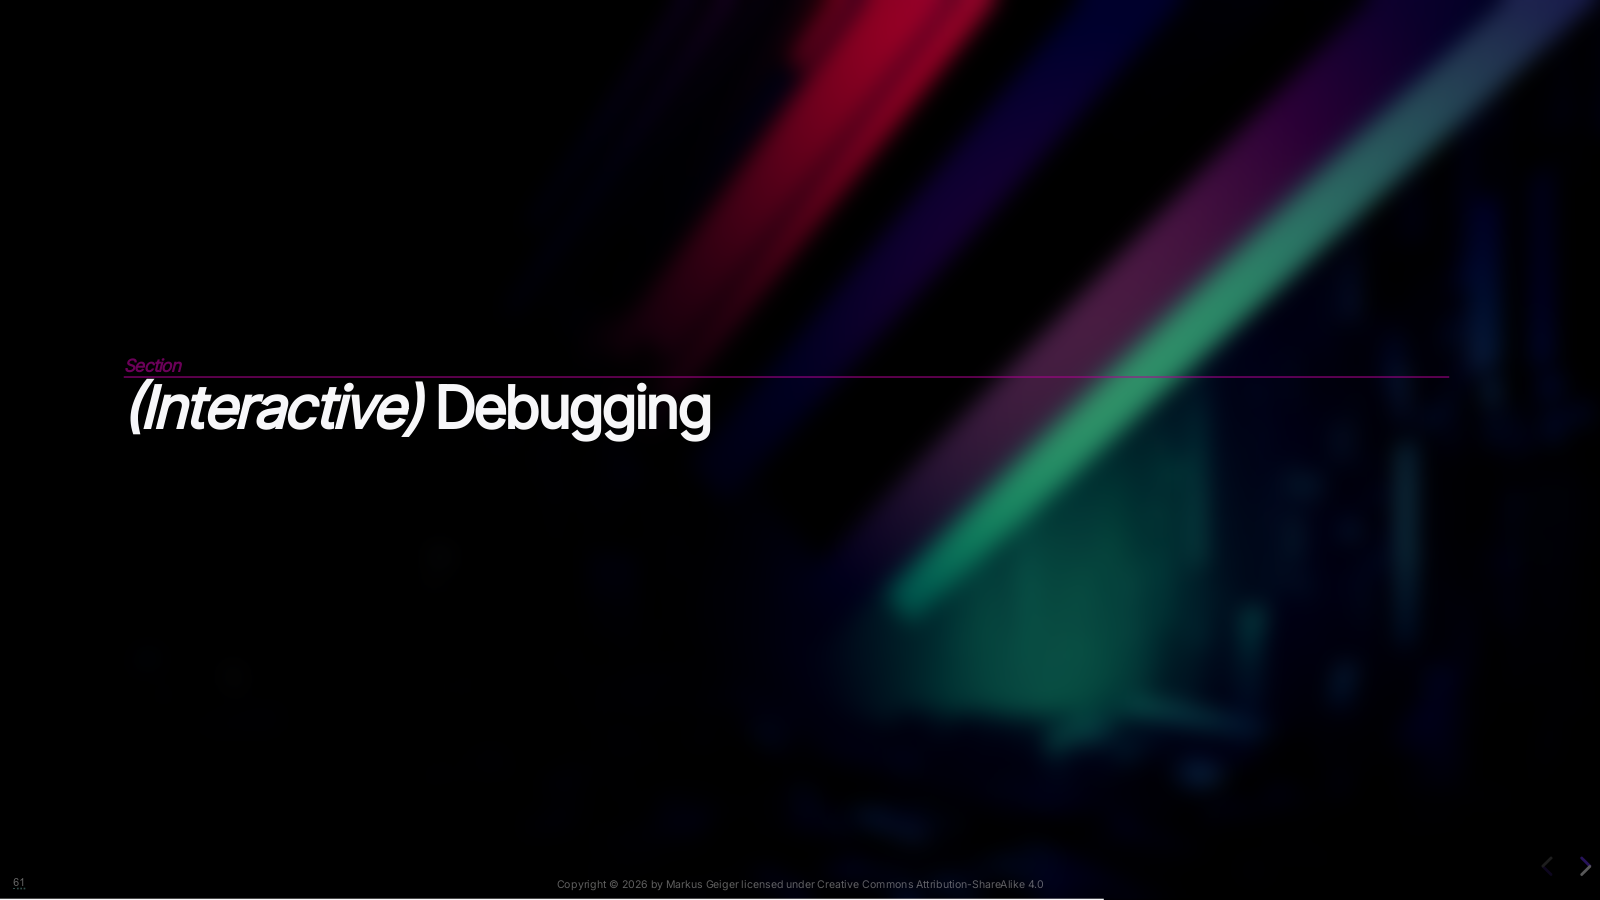 Section
(Interactive) Debugging
61
Copyright © 2026 by Markus Geiger licensed under Creative Commons Attribution-ShareAlike 4.0